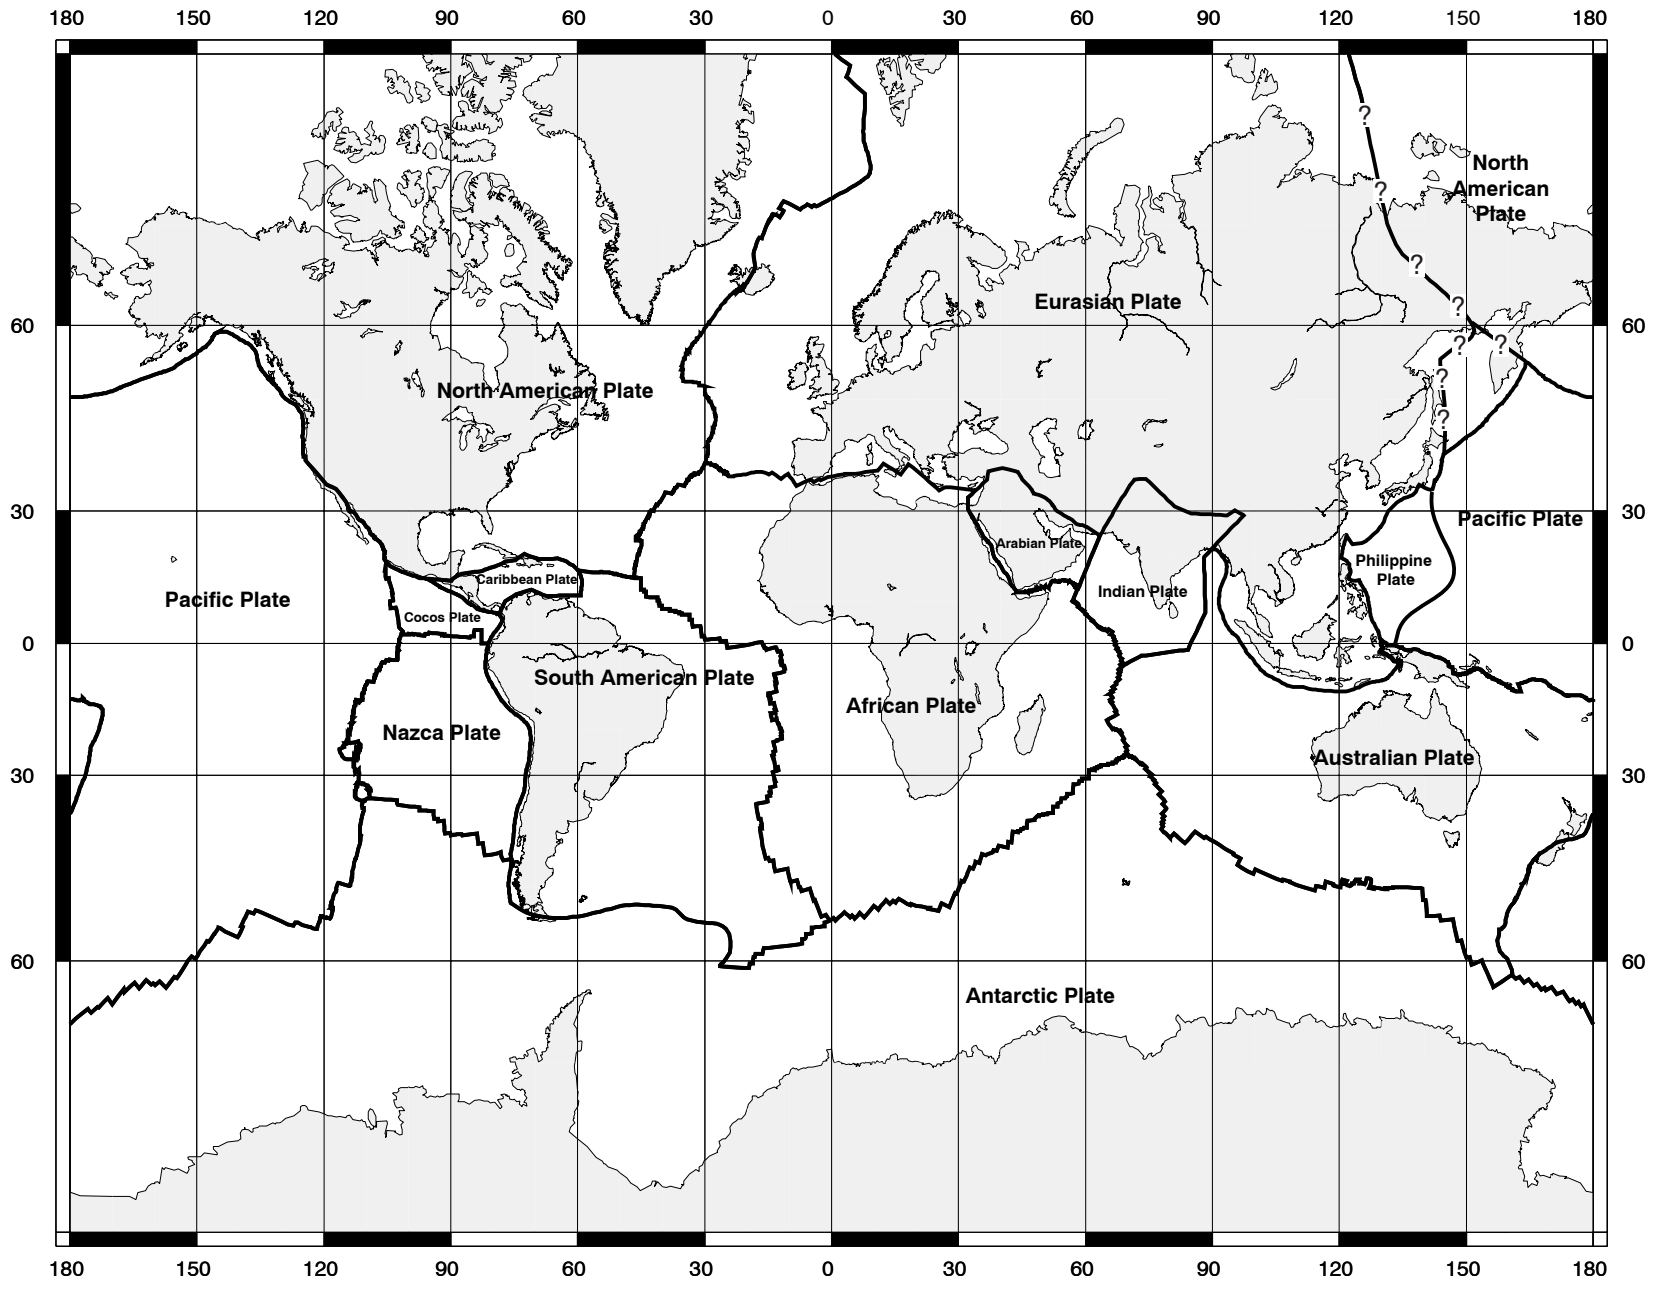 180 150 120 90 60 30 0 30 60 90 120 150 180
?
North
American
Plate
?
?
Eurasian Plate
?
60 60
? ?
?
North American Plate
?
30 30
Pacific Plate
Arabian Plate
Philippine
Plate
Caribbean Plate
Indian Plate
Pacific Plate
Cocos Plate
0 0
South American Plate
African Plate
Nazca Plate
Australian Plate
30 30
60 60
Antarctic Plate
180 150 120 90 60 30 0 30 60 90 120 150 180